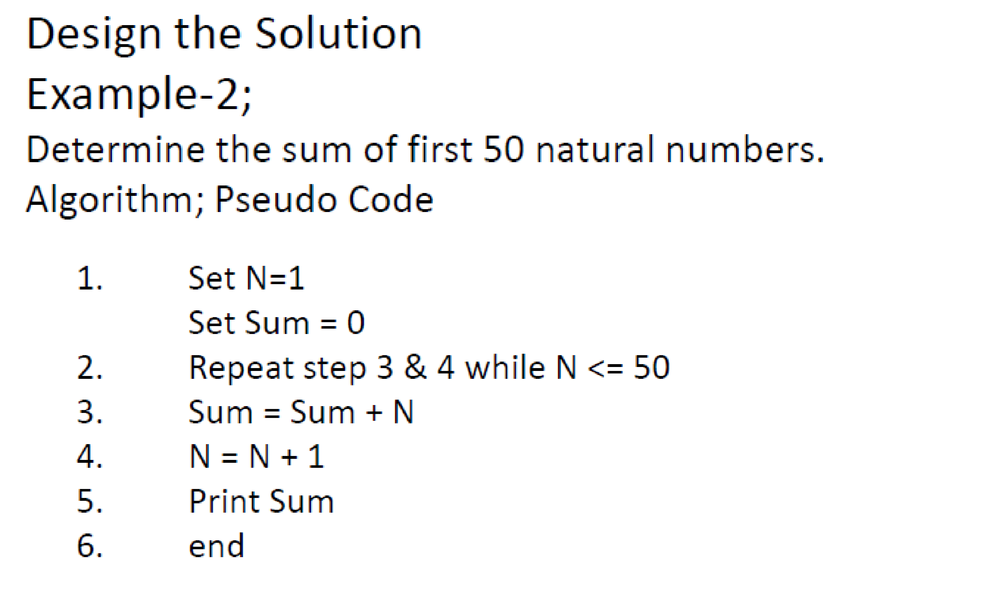 Design the Solution
Example-2;
Determine the sum of first 50 natural numbers.
Algorithm; Pseudo Code
1. Set N=1
Set Sum = 0
2. Repeat step 3 & 4 while N <= 50
3. Sum = Sum + N
4. N = N + 1
5. Print Sum
6. end